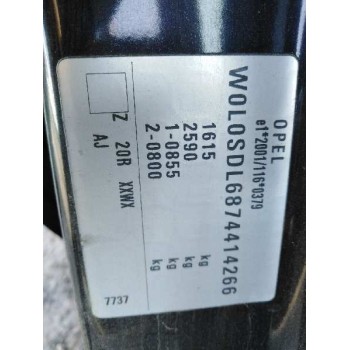 OPEL
e1*2001/116*0379
W0L0SDL6874414266
1615 kg
2590 kg
1-0855 kg
2-0800 kg
Z 20R XXWX
AJ
7737